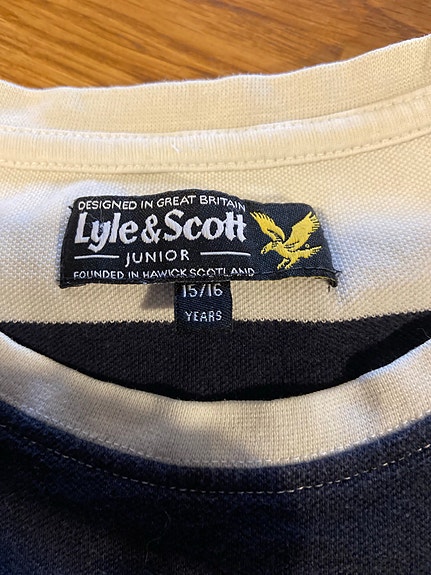 DESIGNED IN GREAT BRITAIN
Lyle & Scott
JUNIOR
FOUNDED IN HAWICK SCOTLAND
15/16
YEARS